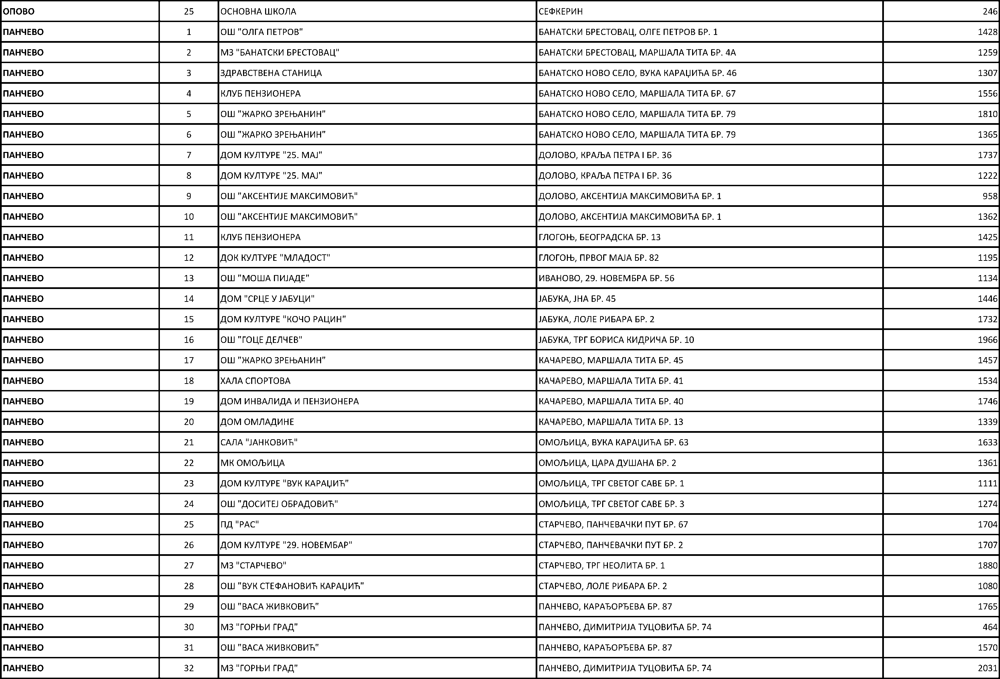 ОПОВО 25 ОСНОВНА ШКОЛА СЕФКЕРИН 246
ПАНЧЕВО 1 ОШ "ОЛГА ПЕТРОВ" БАНАТСКИ БРЕСТОВАЦ, ОЛГЕ ПЕТРОВ БР. 1 1428
ПАНЧЕВО 2 МЗ "БАНАТСКИ БРЕСТОВАЦ" БАНАТСКИ БРЕСТОВАЦ, МАРШАЛА ТИТА БР. 4А 1259
ПАНЧЕВО 3 ЗДРАВСТВЕНА СТАНИЦА БАНАТСКО НОВО СЕЛО, ВУКА КАРАЏИЋА БР. 46 1307
ПАНЧЕВО 4 КЛУБ ПЕНЗИОНЕРА БАНАТСКО НОВО СЕЛО, МАРШАЛА ТИТА БР. 67 1556
ПАНЧЕВО 5 ОШ "ЖАРКО ЗРЕЊАНИН" БАНАТСКО НОВО СЕЛО, МАРШАЛА ТИТА БР. 79 1810
ПАНЧЕВО 6 ОШ "ЖАРКО ЗРЕЊАНИН" БАНАТСКО НОВО СЕЛО, МАРШАЛА ТИТА БР. 79 1365
ПАНЧЕВО 7 ДОМ КУЛТУРЕ "25. МАЈ" ДОЛОВО, КРАЉА ПЕТРА I БР. 36 1737
ПАНЧЕВО 8 ДОМ КУЛТУРЕ "25. МАЈ" ДОЛОВО, КРАЉА ПЕТРА I БР. 36 1222
ПАНЧЕВО 9 ОШ "АКСЕНТИЈЕ МАКСИМОВИЋ" ДОЛОВО, АКСЕНТИЈА МАКСИМОВИЋА БР. 1 958
ПАНЧЕВО 10 ОШ "АКСЕНТИЈЕ МАКСИМОВИЋ" ДОЛОВО, АКСЕНТИЈА МАКСИМОВИЋА БР. 1 1362
ПАНЧЕВО 11 КЛУБ ПЕНЗИОНЕРА ГЛОГОЊ, БЕОГРАДСКА БР. 13 1425
ПАНЧЕВО 12 ДОК КУЛТУРЕ "МЛАДОСТ" ГЛОГОЊ, ПРВОГ МАЈА БР. 82 1195
ПАНЧЕВО 13 ОШ "МОША ПИЈАДЕ" ИВАНОВО, 29. НОВЕМБРА БР. 56 1134
ПАНЧЕВО 14 ДОМ "СРЦЕ У ЈАБУЦИ" ЈАБУКА, ЈНА БР. 45 1446
ПАНЧЕВО 15 ДОМ КУЛТУРЕ "КОЧО РАЦИН" ЈАБУКА, ЛОЛЕ РИБАРА БР. 2 1732
ПАНЧЕВО 16 ОШ "ГОЦЕ ДЕЛЧЕВ" ЈАБУКА, ТРГ БОРИСА КИДРИЧА БР. 10 1966
ПАНЧЕВО 17 ОШ "ЖАРКО ЗРЕЊАНИН" КАЧАРЕВО, МАРШАЛА ТИТА БР. 45 1457
ПАНЧЕВО 18 ХАЛА СПОРТОВА КАЧАРЕВО, МАРШАЛА ТИТА БР. 41 1534
ПАНЧЕВО 19 ДОМ ИНВАЛИДА И ПЕНЗИОНЕРА КАЧАРЕВО, МАРШАЛА ТИТА БР. 40 1746
ПАНЧЕВО 20 ДОМ ОМЛАДИНЕ КАЧАРЕВО, МАРШАЛА ТИТА БР. 13 1339
ПАНЧЕВО 21 САЛА "ЈАНКОВИЋ" ОМОЉИЦА, ВУКА КАРАЏИЋА БР. 63 1633
ПАНЧЕВО 22 МК ОМОЉИЦА ОМОЉИЦА, ЦАРА ДУШАНА БР. 2 1361
ПАНЧЕВО 23 ДОМ КУЛТУРЕ "ВУК КАРАЏИЋ" ОМОЉИЦА, ТРГ СВЕТОГ САВЕ БР. 1 1111
ПАНЧЕВО 24 ОШ "ДОСИТЕЈ ОБРАДОВИЋ" ОМОЉИЦА, ТРГ СВЕТОГ САВЕ БР. 3 1274
ПАНЧЕВО 25 ПД "РАС" СТАРЧЕВО, ПАНЧЕВАЧКИ ПУТ БР. 67 1704
ПАНЧЕВО 26 ДОМ КУЛТУРЕ "29. НОВЕМБАР" СТАРЧЕВО, ПАНЧЕВАЧКИ ПУТ БР. 2 1707
ПАНЧЕВО 27 МЗ "СТАРЧЕВО" СТАРЧЕВО, ТРГ НЕОЛИТА БР. 1 1880
ПАНЧЕВО 28 ОШ "ВУК СТЕФАНОВИЋ КАРАЏИЋ" СТАРЧЕВО, ЛОЛЕ РИБАРА БР. 2 1080
ПАНЧЕВО 29 ОШ "ВАСА ЖИВКОВИЋ" ПАНЧЕВО, КАРАЂОРЂЕВА БР. 87 1765
ПАНЧЕВО 30 МЗ "ГОРЊИ ГРАД" ПАНЧЕВО, ДИМИТРИЈА ТУЦОВИЋА БР. 74 464
ПАНЧЕВО 31 ОШ "ВАСА ЖИВКОВИЋ" ПАНЧЕВО, КАРАЂОРЂЕВА БР. 87 1570
ПАНЧЕВО 32 МЗ "ГОРЊИ ГРАД" ПАНЧЕВО, ДИМИТРИЈА ТУЦОВИЋА БР. 74 2031